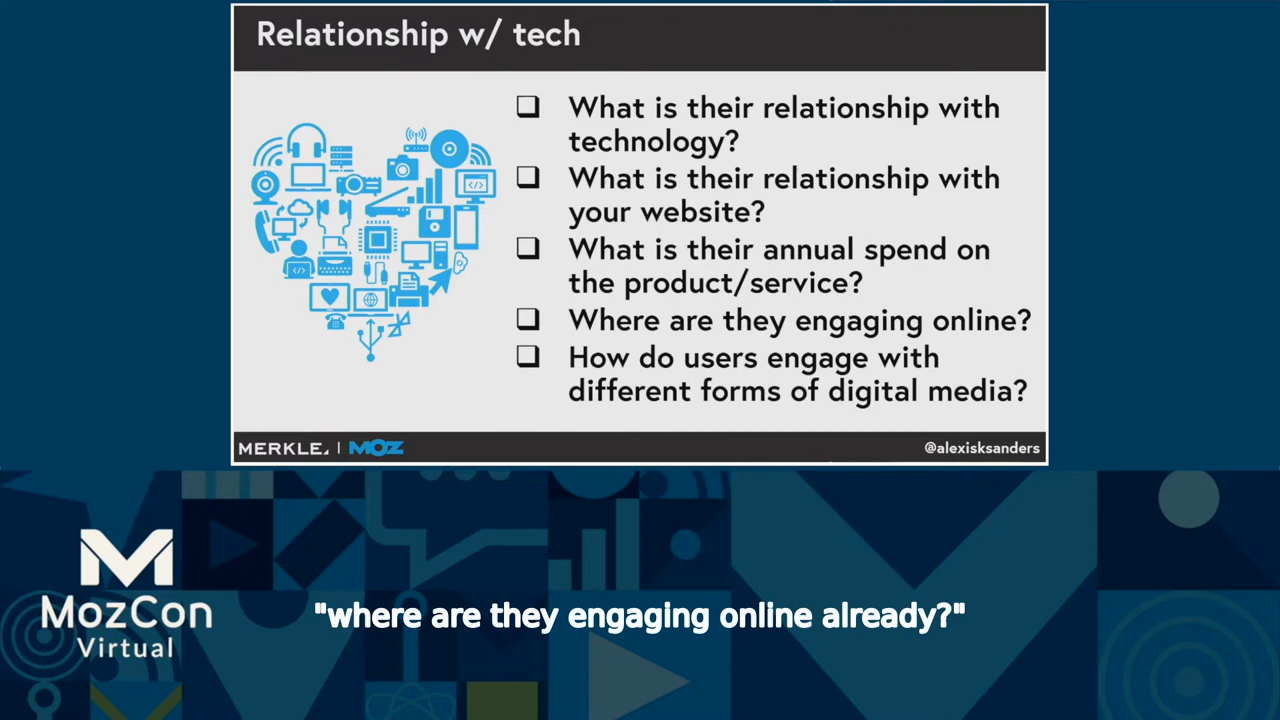 Relationship w/ tech
❑ What is their relationship with
technology?
❑ What is their relationship with
your website?
❑ What is their annual spend on
the product/service?
❑ Where are they engaging online?
❑ How do users engage with
different forms of digital media?
MERKLE. | MOZ
@alexisksanders
M
MozCon
Virtual
"where are they engaging online already?"